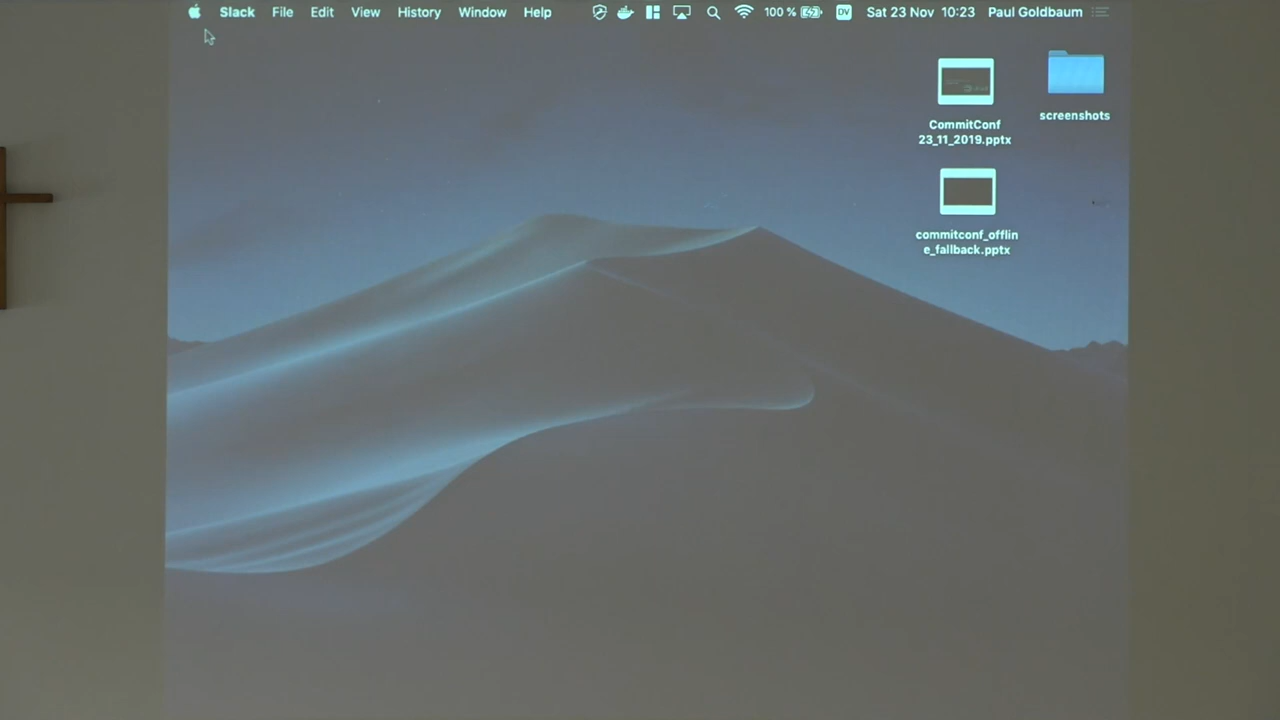 Slack File Edit View History Window Help 100 % DV Sat 23 Nov 10:23 Paul Goldbaum
CommitConf
23_11_2019.pptx
screenshots
commitconf_offlin
e_fallback.pptx